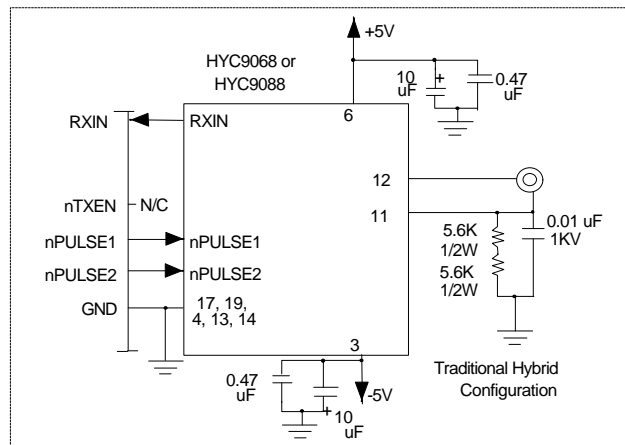 +5V
HYC9068 or
HYC9088
10
uF
+
0.47
uF
6
RXIN
RXIN
12
nTXEN
N/C
11
0.01 uF
1KV
5.6K
1/2W
5.6K
1/2W
nPULSE1
nPULSE1
nPULSE2
nPULSE2
GND
17, 19,
4, 13, 14
3
Traditional Hybrid
Configuration
0.47
uF
-5V
+
10
uF